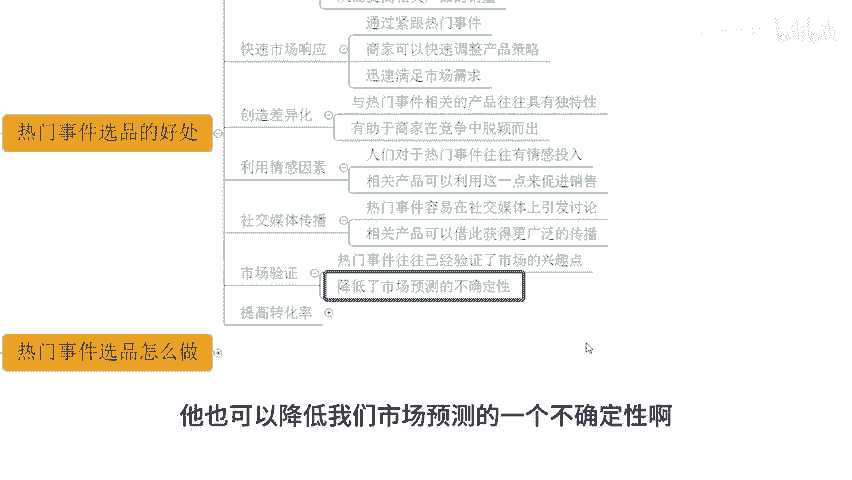 通过紧跟热门事件
快速市场响应
商家可以快速调整产品策略
迅速满足市场需求
与热门事件相关的产品往往具有独特性
创造差异化
有助于商家在竞争中脱颖而出
热门事件选品的好处
人们对于热门事件往往有情感投入
利用情感因素
相关产品可以利用这一点来促进销售
热门事件容易在社交媒体上引发讨论
社交媒体传播
相关产品可以借此获得更广泛的传播
热门事件往往已经验证了市场的兴趣点
市场验证
降低了市场预测的不确定性
提高转化率
热门事件选品怎么做
他也可以降低我们市场预测的一个不确定性啊
bilibili